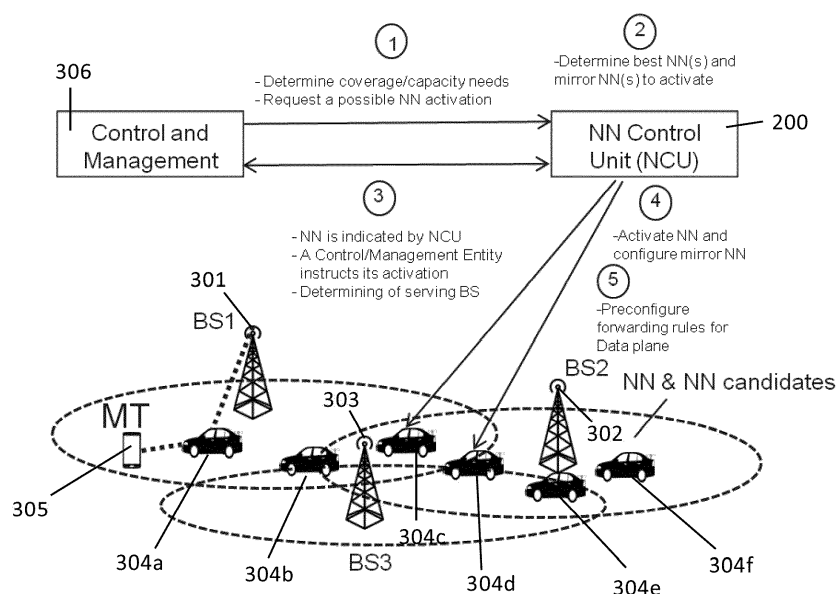 1
2
- Determine coverage/capacity needs
- Request a possible NN activation
-Determine best NN(s) and
mirror NN(s) to activate
306
200
Control and
Management
NN Control
Unit (NCU)
3
- NN is indicated by NCU
- A Control/Management Entity
instructs its activation
- Determining of serving BS
4
-Activate NN and
configure mirror NN
5
-Preconfigure
forwarding rules for
Data plane
301
BS1
BS2
NN & NN candidates
MT
303
302
305
304a
304b
BS3
304c
304d
304e
304f